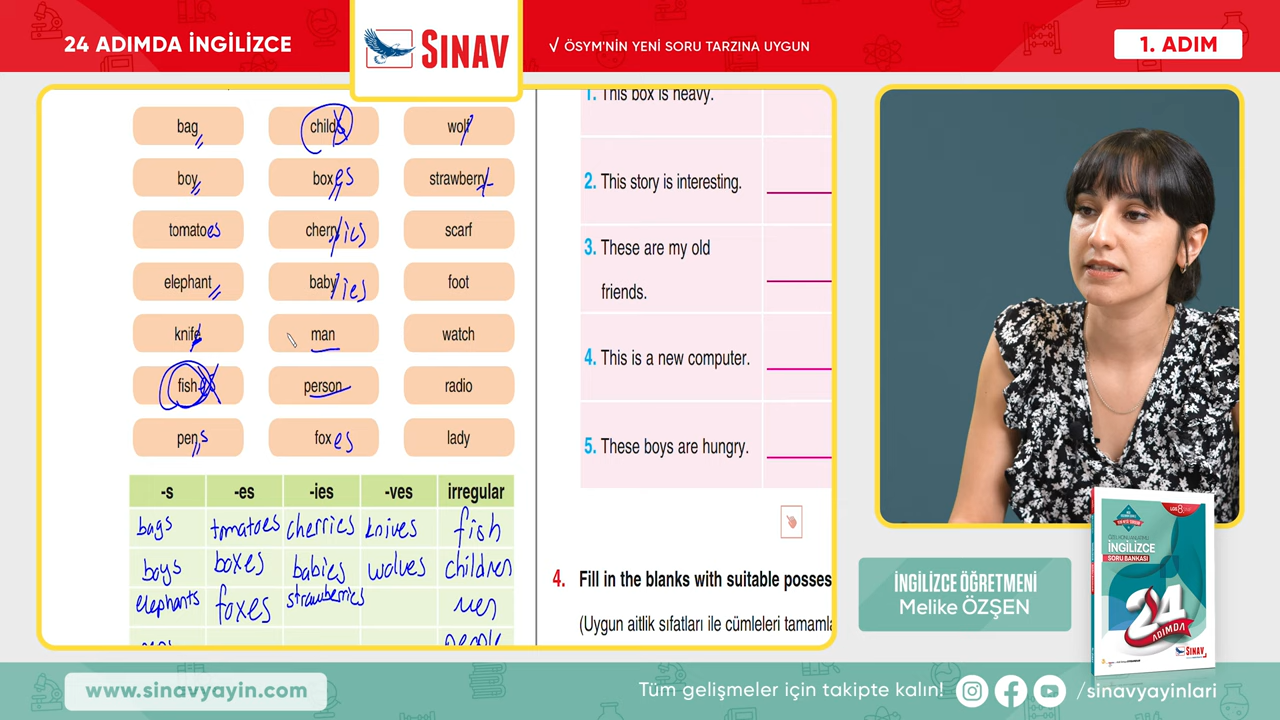 24 ADIMDA İNGİLİZCE
SINAV
√ ÖSYM'NİN YENİ SORU TARZINA UYGUN
1. ADIM
bag
child
wolf
boy
boxes
strawberry
tomatoes
cherry ies
scarf
elephant
baby ies
foot
knife
man
watch
fishes
person
radio
pens
foxes
lady
-s -es -ies -ves irregular
bags tomatoes cherries knives fish
boys boxes babies wolves children
elephants foxes strawberries men
people
1. This box is heavy.
2. This story is interesting.
3. These are my old
friends.
4. This is a new computer.
5. These boys are hungry.
4. Fill in the blanks with suitable posses
(Uygun aitlik sıfatları ile cümleleri tamamla
İNGİLİZCE ÖĞRETMENİ
Melike ÖZŞEN
LGS 8.
İNGİLİZCE
SORU BANKASI
24
ADIMDA
SINAV
www.sinavyayin.com
Tüm gelişmeler için takipte kalın!
/sinavyayinlari